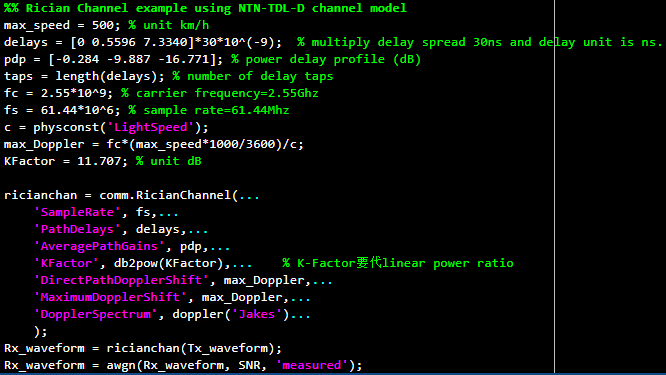 %% Rician Channel example using NTN-TDL-D channel model
max_speed = 500; % unit km/h
delays = [0 0.5596 7.3340]*30*10^(-9);  % multiply delay spread 30ns and delay unit is ns.
pdp = [-0.284 -9.887 -16.771]; % power delay profile (dB)
taps = length(delays); % number of delay taps
fc = 2.55*10^9; % carrier frequency=2.55Ghz
fs = 61.44*10^6; % sample rate=61.44Mhz
c = physconst('LightSpeed');
max_Doppler = fc*(max_speed*1000/3600)/c;
KFactor = 11.707; % unit dB

ricianchan = comm.RicianChannel(...
    'SampleRate', fs,...
    'PathDelays', delays,...
    'AveragePathGains', pdp,...
    'KFactor', db2pow(KFactor),...   % K-Factor要代linear power ratio
    'DirectPathDopplerShift', max_Doppler,...
    'MaximumDopplerShift', max_Doppler,...
    'DopplerSpectrum', doppler('Jakes')...
    );
Rx_waveform = ricianchan(Tx_waveform);
Rx_waveform = awgn(Rx_waveform, SNR, 'measured');